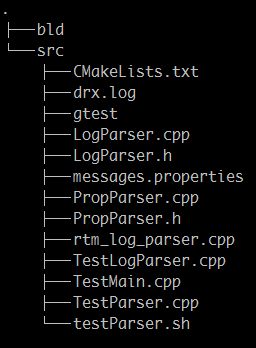 .
├──bld
└──src
    ├──CMakeLists.txt
    ├──drx.log
    ├──gtest
    ├──LogParser.cpp
    ├──LogParser.h
    ├──messages.properties
    ├──PropParser.cpp
    ├──PropParser.h
    ├──rtm_log_parser.cpp
    ├──TestLogParser.cpp
    ├──TestMain.cpp
    ├──TestParser.cpp
    └──testParser.sh